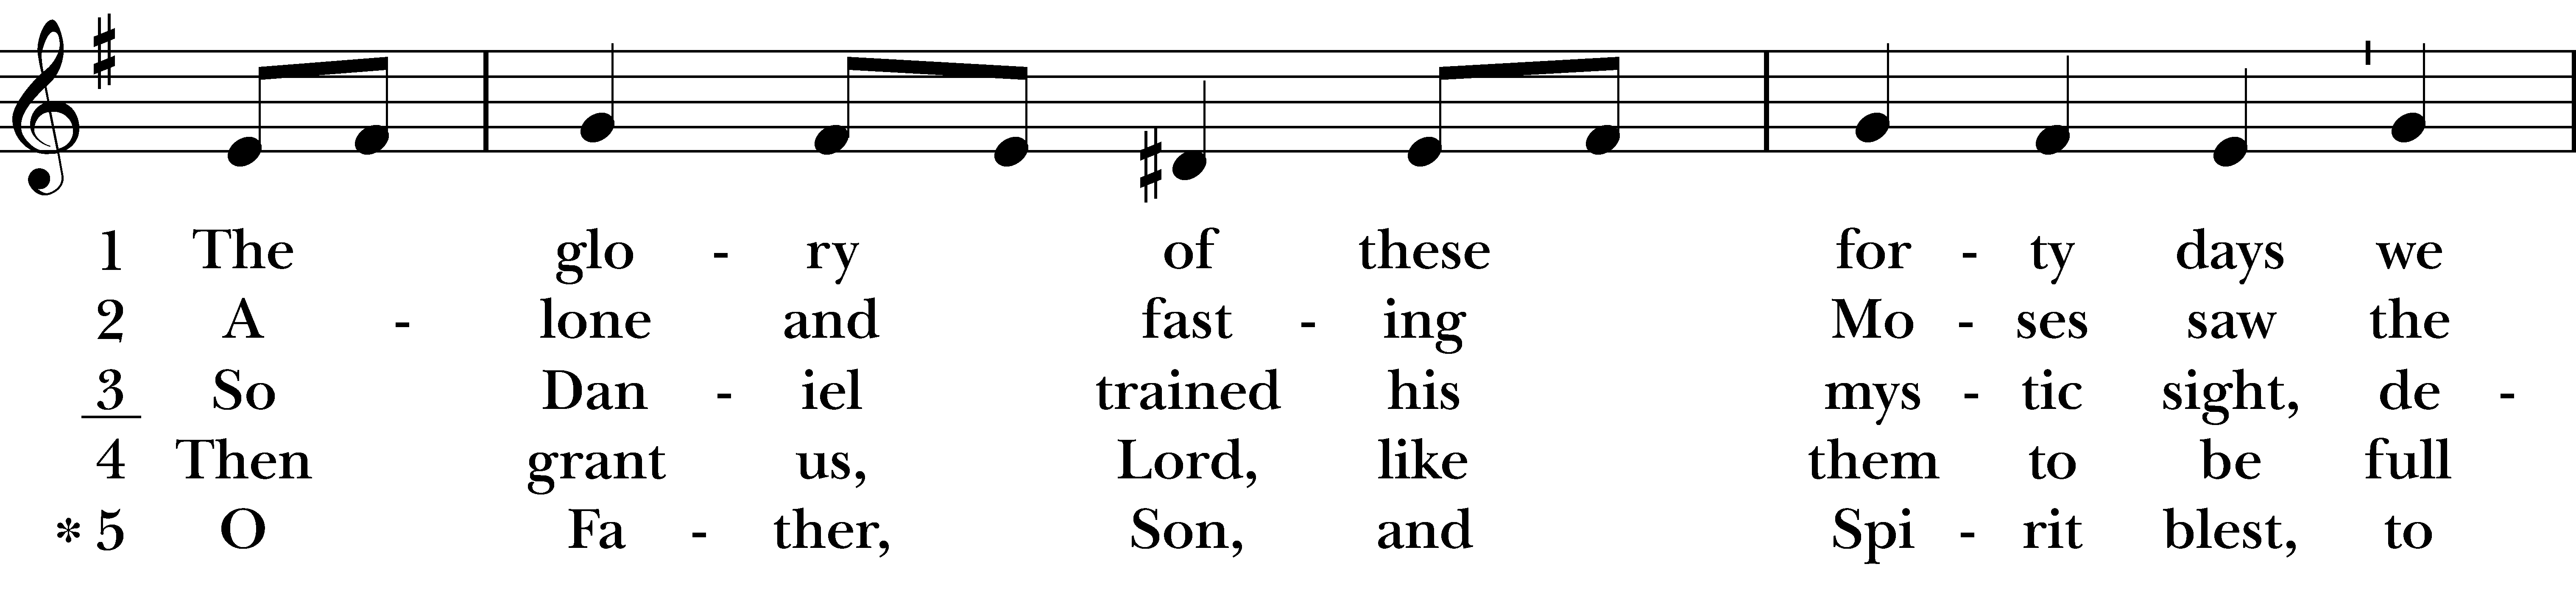 1 The glo - ry of these for - ty days we
2 A - lone and fast - ing Mo - ses saw the
3 So Dan - iel trained his mys - tic sight, de -
4 Then grant us, Lord, like them to be full
* 5 O Fa - ther, Son, and Spi - rit blest, to